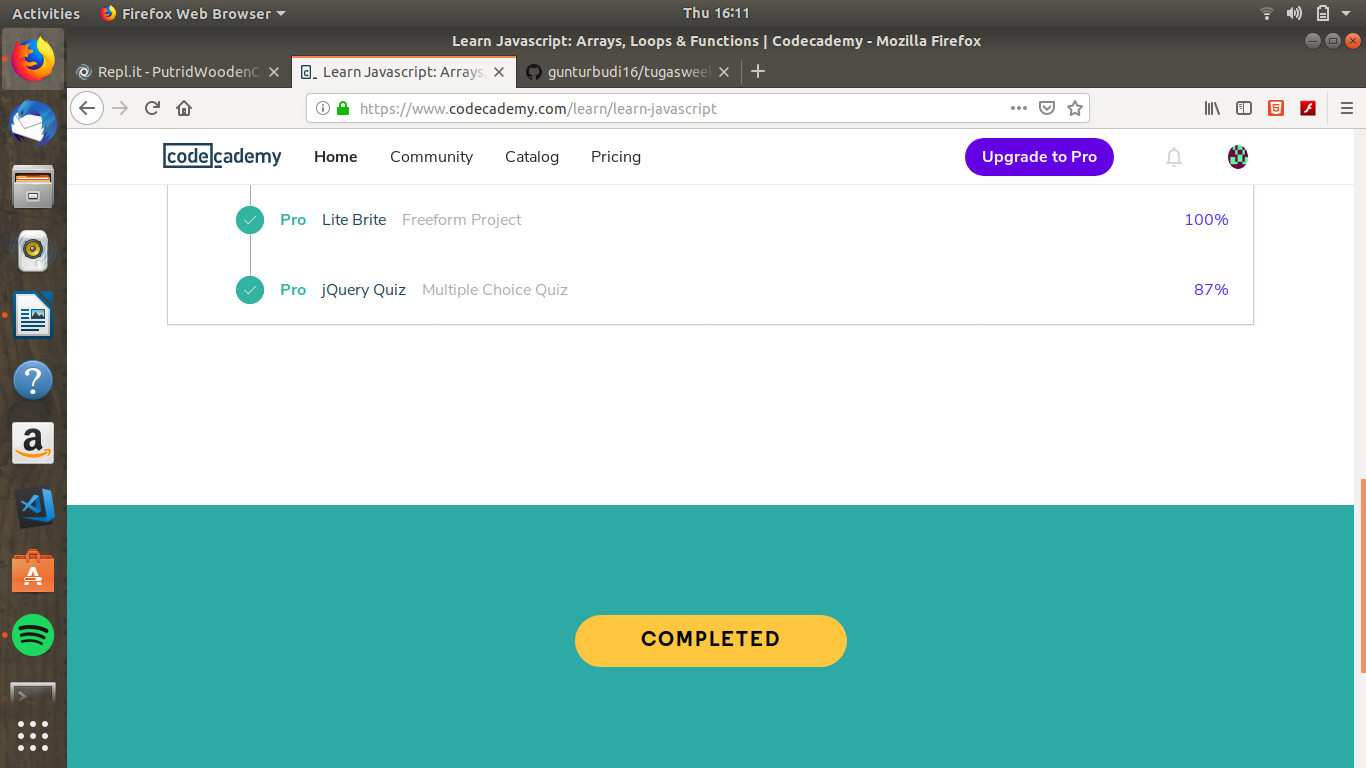 Activities
Firefox Web Browser
Thu 16:11
Learn Javascript: Arrays, Loops & Functions | Codecademy - Mozilla Firefox
Repl.it - PutridWoodenC
Learn Javascript: Arrays,
gunturbudi16/tugasweek
https://www.codecademy.com/learn/learn-javascript
codecademy
Home
Community
Catalog
Pricing
Upgrade to Pro
Pro Lite Brite Freeform Project 100%
Pro jQuery Quiz Multiple Choice Quiz 87%
COMPLETED